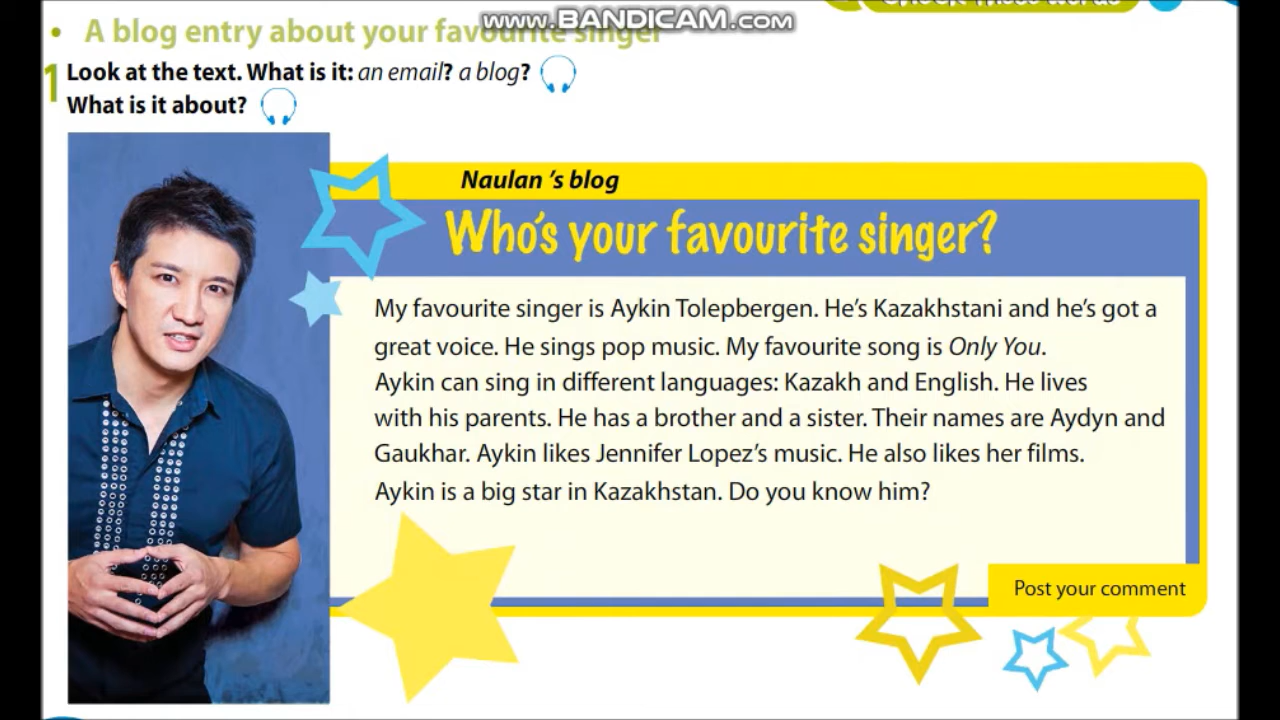 www.BANDICAM.com
• A blog entry about your favourite singer
1 Look at the text. What is it: an email? a blog?
What is it about?
Naulan 's blog
Who's your favourite singer?
My favourite singer is Aykin Tolepbergen. He's Kazakhstani and he's got a
great voice. He sings pop music. My favourite song is Only You.
Aykin can sing in different languages: Kazakh and English. He lives
with his parents. He has a brother and a sister. Their names are Aydyn and
Gaukhar. Aykin likes Jennifer Lopez's music. He also likes her films.
Aykin is a big star in Kazakhstan. Do you know him?
Post your comment